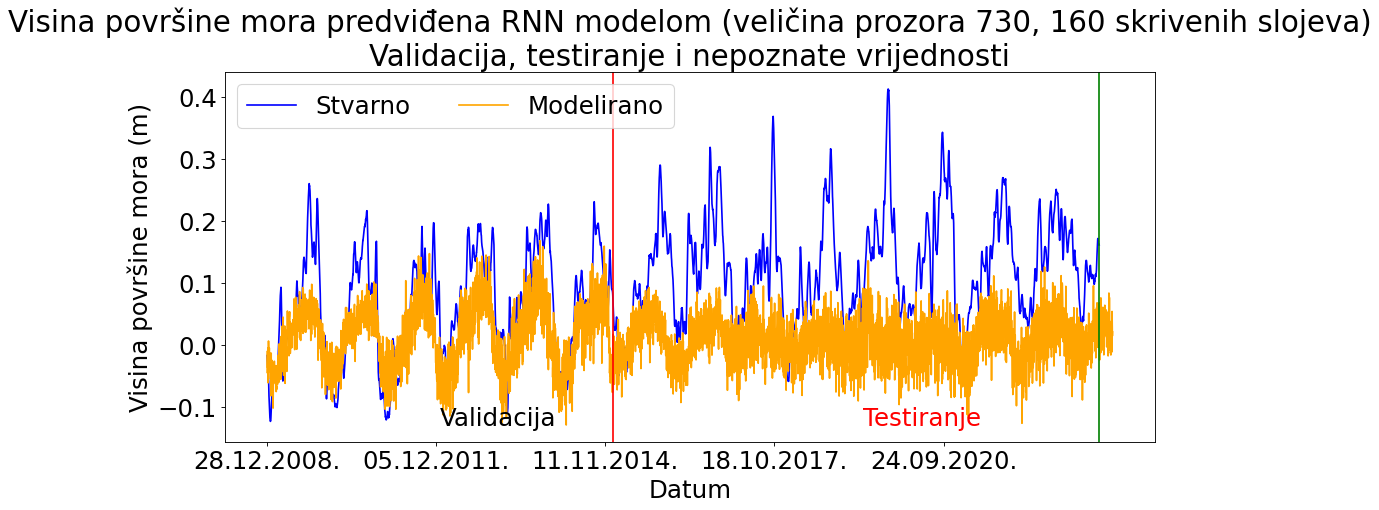 Visina površine mora predviđena RNN modelom (veličina prozora 730, 160 skrivenih slojeva)
Validacija, testiranje i nepoznate vrijednosti
Stvarno Modelirano
Visina površine mora (m)
0.4
0.3
0.2
0.1
0.0
−0.1
Validacija Testiranje
28.12.2008. 05.12.2011. 11.11.2014. 18.10.2017. 24.09.2020.
Datum